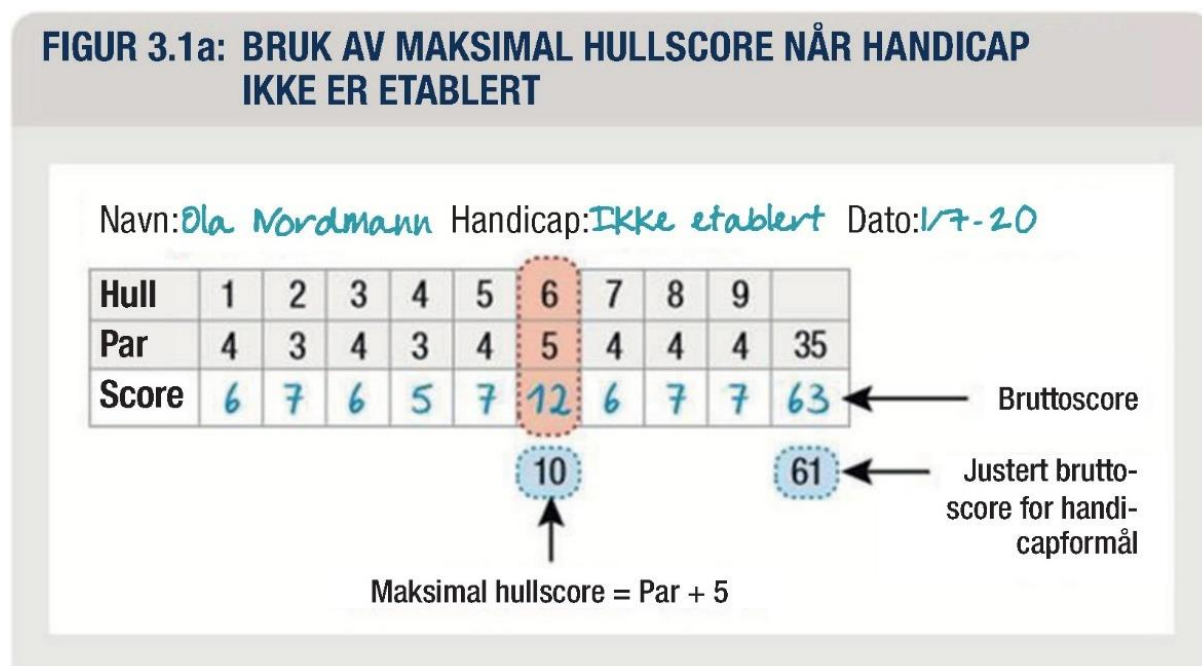 FIGUR 3.1a: BRUK AV MAKSIMAL HULLSCORE NÅR HANDICAP
IKKE ER ETABLERT
Navn:Ola Nordmann Handicap:Ikke etablert Dato:1/7-20
Hull 1 2 3 4 5 6 7 8 9
Par 4 3 4 3 4 5 4 4 4 35
Score 6 7 6 5 7 12 6 7 7 63 Bruttoscore
10 61 Justert brutto-
score for handi-
capformål
Maksimal hullscore = Par + 5